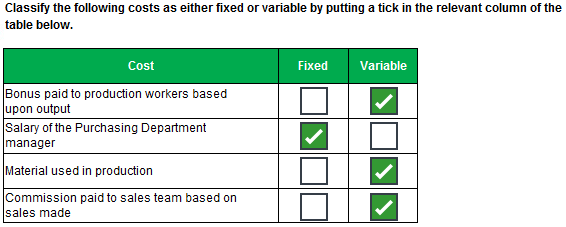 Classify the following costs as either fixed or variable by putting a tick in the relevant column of the
table below.
Cost Fixed Variable
Bonus paid to production workers based
upon output
Salary of the Purchasing Department
manager
Material used in production
Commission paid to sales team based on
sales made